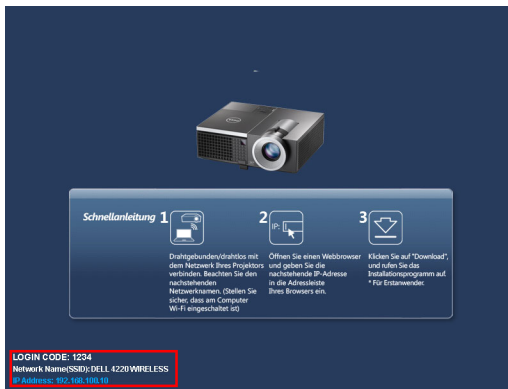 DELL
Schnellanleitung 1
2
3
IP:
Drahtgebunden/drahtlos mit
dem Netzwerk Ihres Projektors
verbinden. Beachten Sie den
nachstehenden
Netzwerknamen. (Stellen Sie
sicher, dass am Computer
Wi-Fi eingeschaltet ist)
Öffnen Sie einen Webbrowser
und geben Sie die
nachstehende IP-Adresse
in die Adressleiste
Ihres Browsers ein.
Klicken Sie auf "Download",
und rufen Sie das
Installationsprogramm auf.
* Für Erstanwender.
LOGIN CODE: 1234
Network Name(SSID): DELL 4220 WIRELESS
IP Address: 192.168.100.10